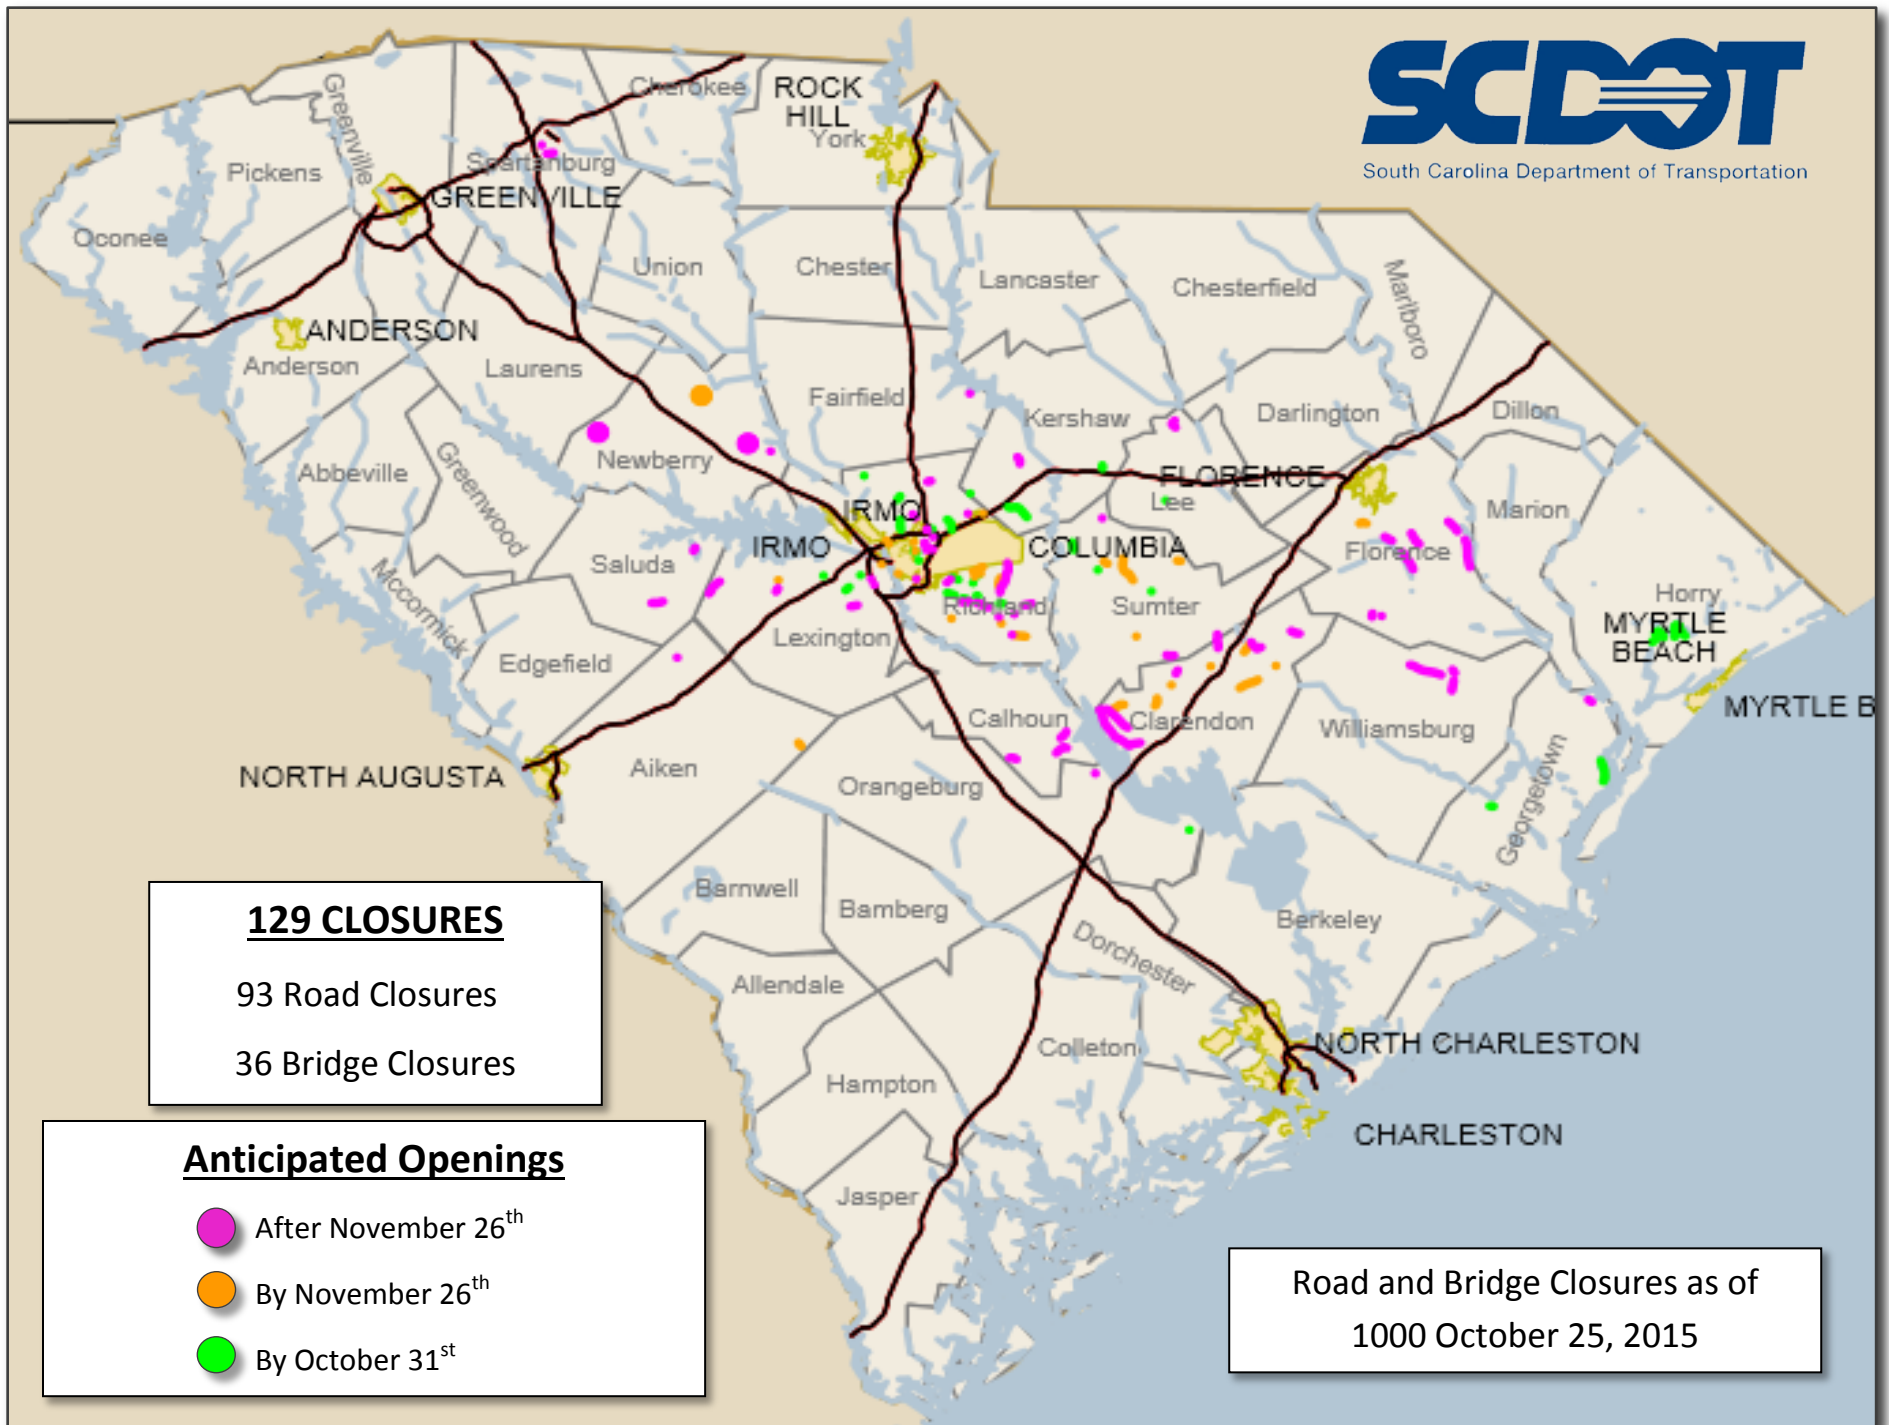 SCDOT
South Carolina Department of Transportation
Cherokee
ROCK
HILL
York
Greenville
Pickens
Spartanburg
GREENVILLE
Oconee
Union
Chester
Lancaster
Chesterfield
Marlboro
ANDERSON
Anderson
Laurens
Fairfield
Kershaw
Darlington
Dillon
Abbeville
Greenwood
Newberry
FLORENCE
Lee
Marion
IRMO
IRMO
COLUMBIA
Florence
Saluda
Mccormick
Richland
Sumter
Horry
MYRTLE
BEACH
Lexington
Edgefield
MYRTLE B
Calhoun
Clarendon
Williamsburg
Georgetown
NORTH AUGUSTA
Aiken
Orangeburg
Barnwell
Bamberg
Berkeley
Dorchester
Allendale
NORTH CHARLESTON
Colleton
Hampton
CHARLESTON
Jasper
129 CLOSURES
93 Road Closures
36 Bridge Closures
Anticipated Openings
After November 26th
By November 26th
By October 31st
Road and Bridge Closures as of
1000 October 25, 2015